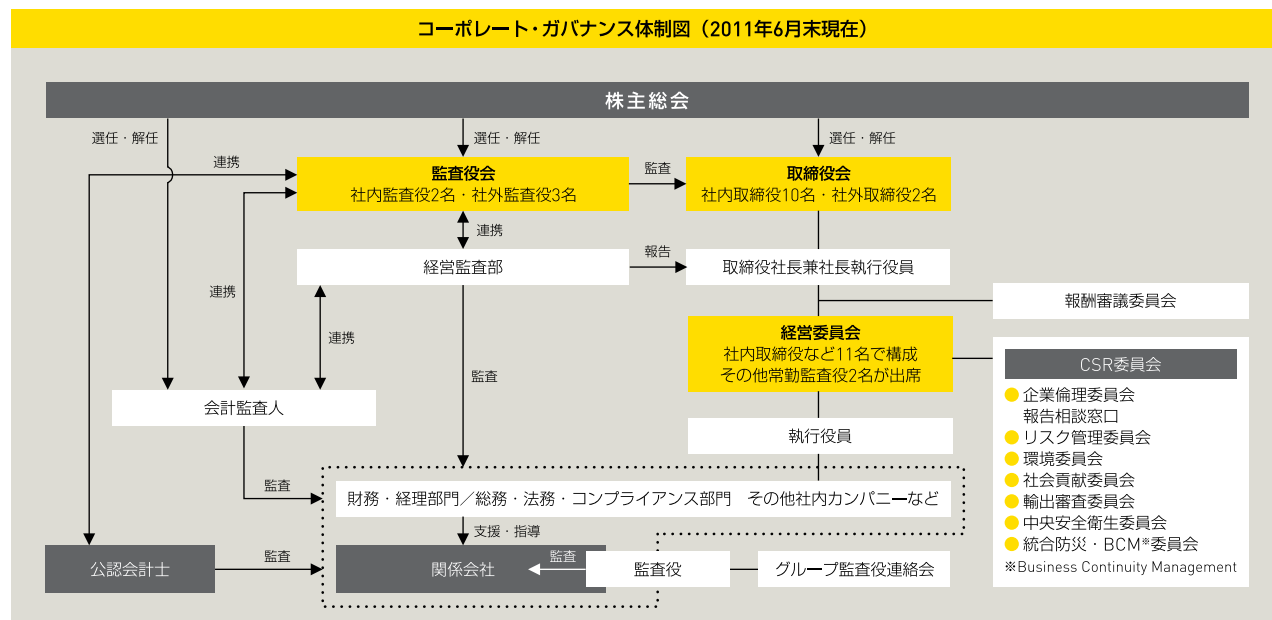 コーポレート・ガバナンス体制図（2011年6月末現在）
株主総会
選任・解任
選任・解任
選任・解任
連携
監査役会
社内監査役2名・社外監査役3名
監査
取締役会
社内取締役10名・社外取締役2名
連携
経営監査部
報告
取締役社長兼社長執行役員
連携
報酬審議委員会
連携
経営委員会
社内取締役など11名で構成
その他常勤監査役2名が出席
監査
会計監査人
執行役員
CSR委員会
企業倫理委員会
報告相談窓口
リスク管理委員会
環境委員会
社会貢献委員会
輸出審査委員会
中央安全衛生委員会
統合防災・BCM※委員会
※Business Continuity Management
監査
財務・経理部門／総務・法務・コンプライアンス部門　その他社内カンパニーなど
支援・指導
公認会計士
監査
関係会社
監査
監査役
グループ監査役連絡会